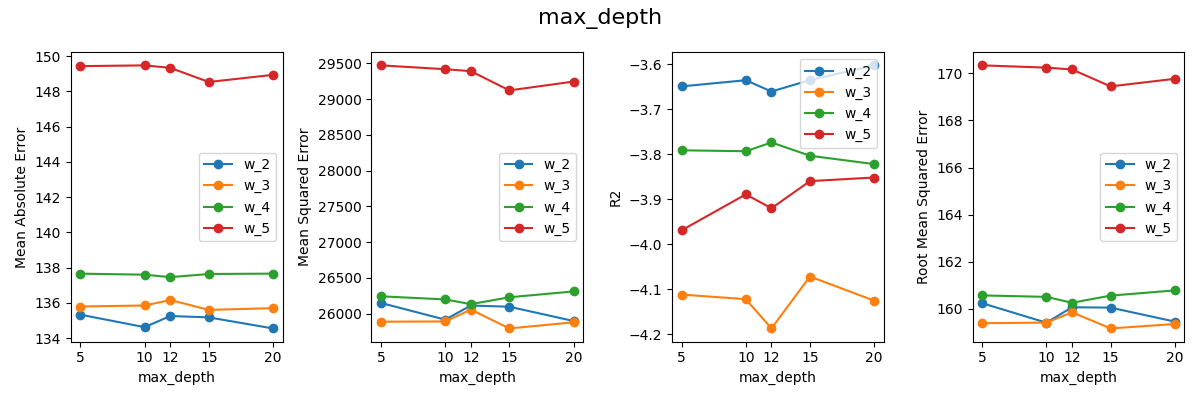 max_depth
Mean Absolute Error
150
148
146
144
142
140
138
136
134
w_2
w_3
w_4
w_5
5 10 12 15 20
max_depth
Mean Squared Error
29500
29000
28500
28000
27500
27000
26500
26000
w_2
w_3
w_4
w_5
5 10 12 15 20
max_depth
R2
−3.6
−3.7
−3.8
−3.9
−4.0
−4.1
−4.2
w_2
w_3
w_4
w_5
5 10 12 15 20
max_depth
Root Mean Squared Error
170
168
166
164
162
160
w_2
w_3
w_4
w_5
5 10 12 15 20
max_depth